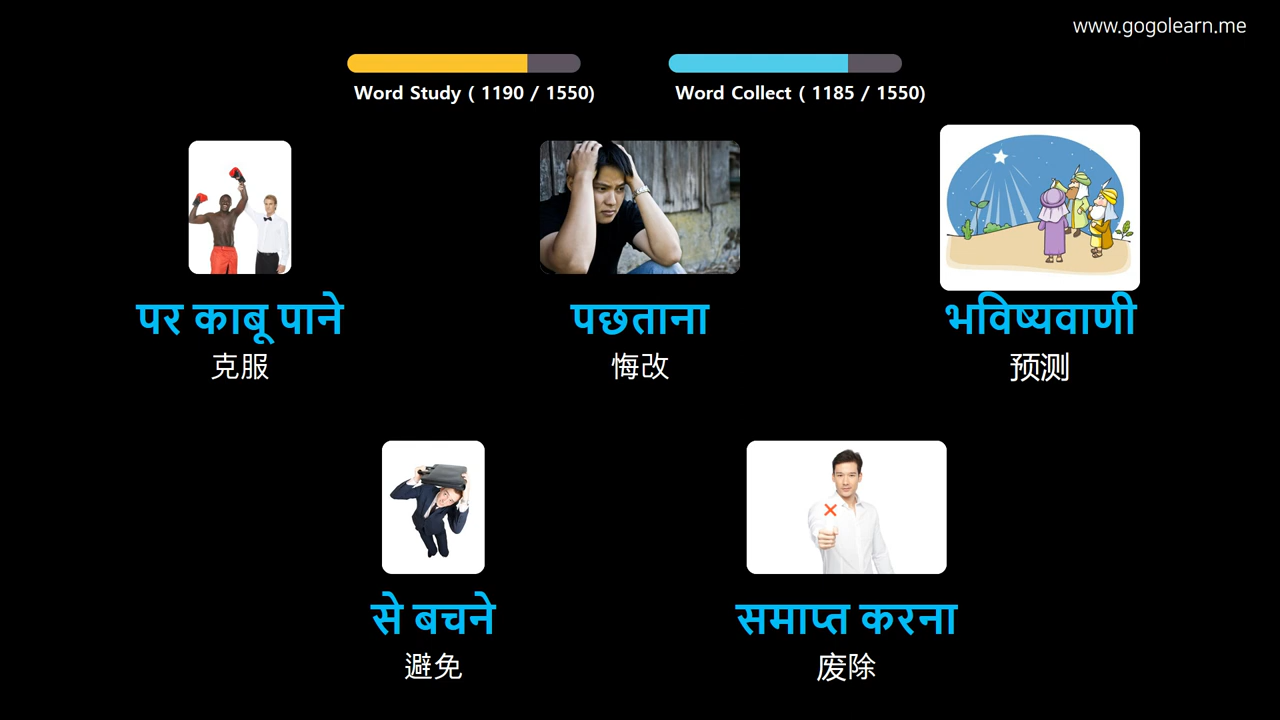 www.gogolearn.me
Word Study ( 1190 / 1550)
Word Collect ( 1185 / 1550)
पर काबू पाने
克服
पछताना
悔改
भविष्यवाणी
预测
से बचने
避免
समाप्त करना
废除